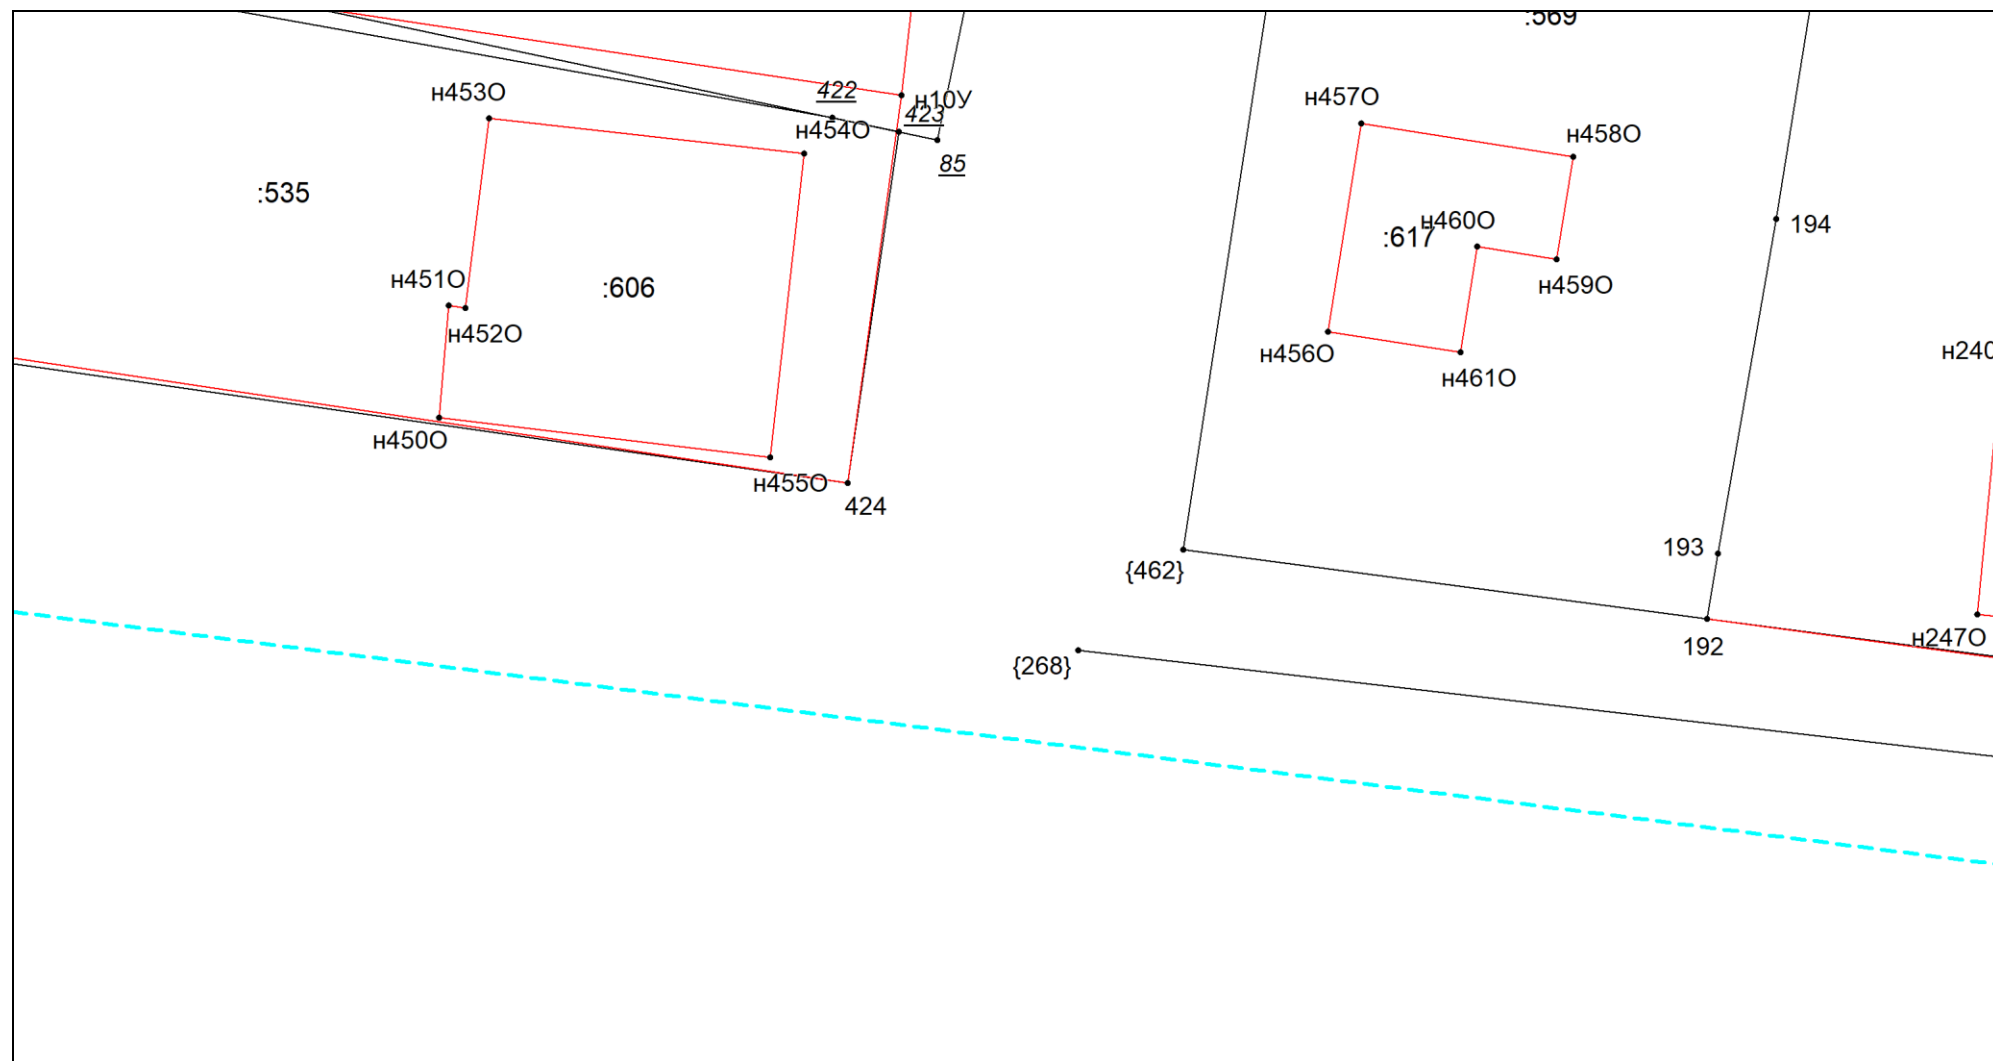 :569
н453О
422
н10У
423
н454О
85
н457О
н458О
:535
н460О
:617
194
н451О
:606
н459О
н452О
н456О
н461О
н240
н450О
н455О
424
193
{462}
192
н247О
{268}